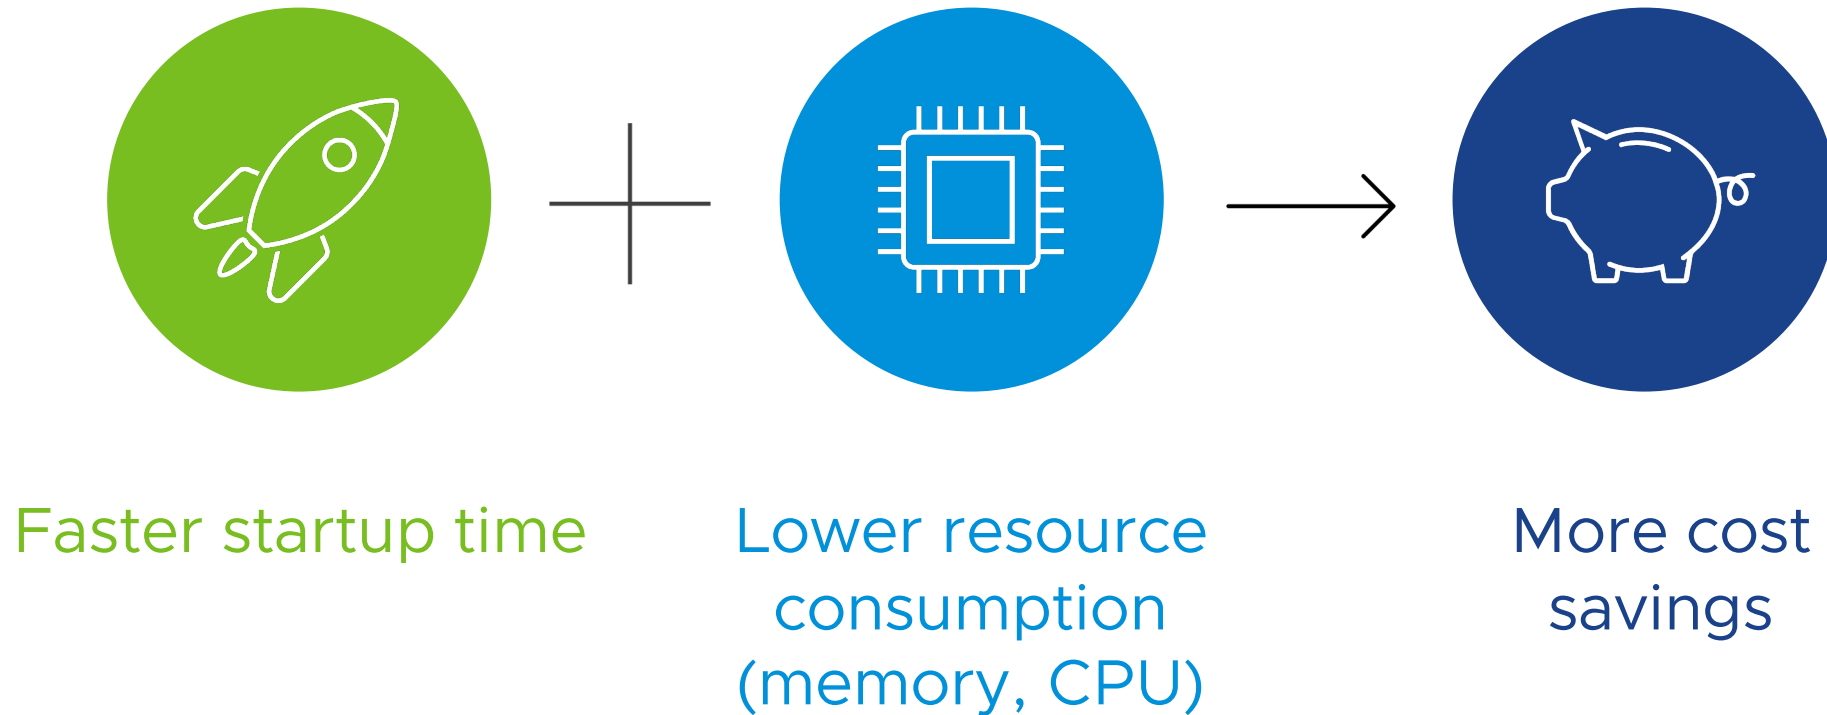 Faster startup time
Lower resource
consumption
(memory, CPU)
More cost
savings